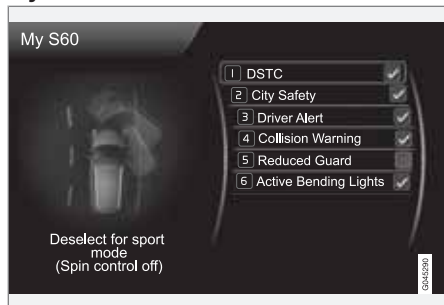 My S60
1 DSTC
2 City Safety
3 Driver Alert
4 Collision Warning
5 Reduced Guard
6 Active Bending Lights
Deselect for sport
mode
(Spin control off)
G045290